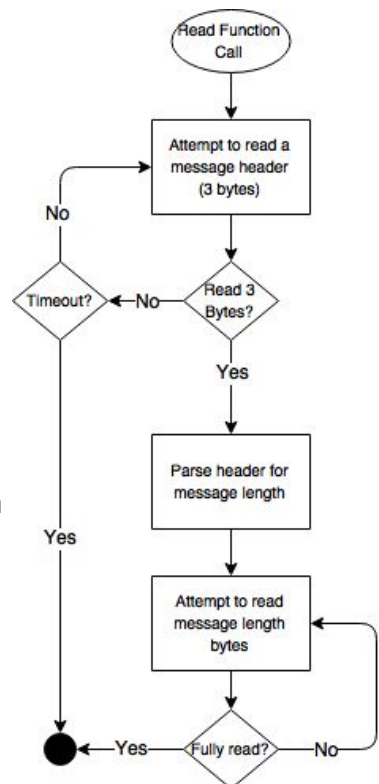 Read Function
Call
Attempt to read a
message header
(3 bytes)
No
Timeout?
No
Read 3
Bytes?
Yes
Parse header for
message length
Yes
Attempt to read
message length
bytes
Yes
Fully read?
No